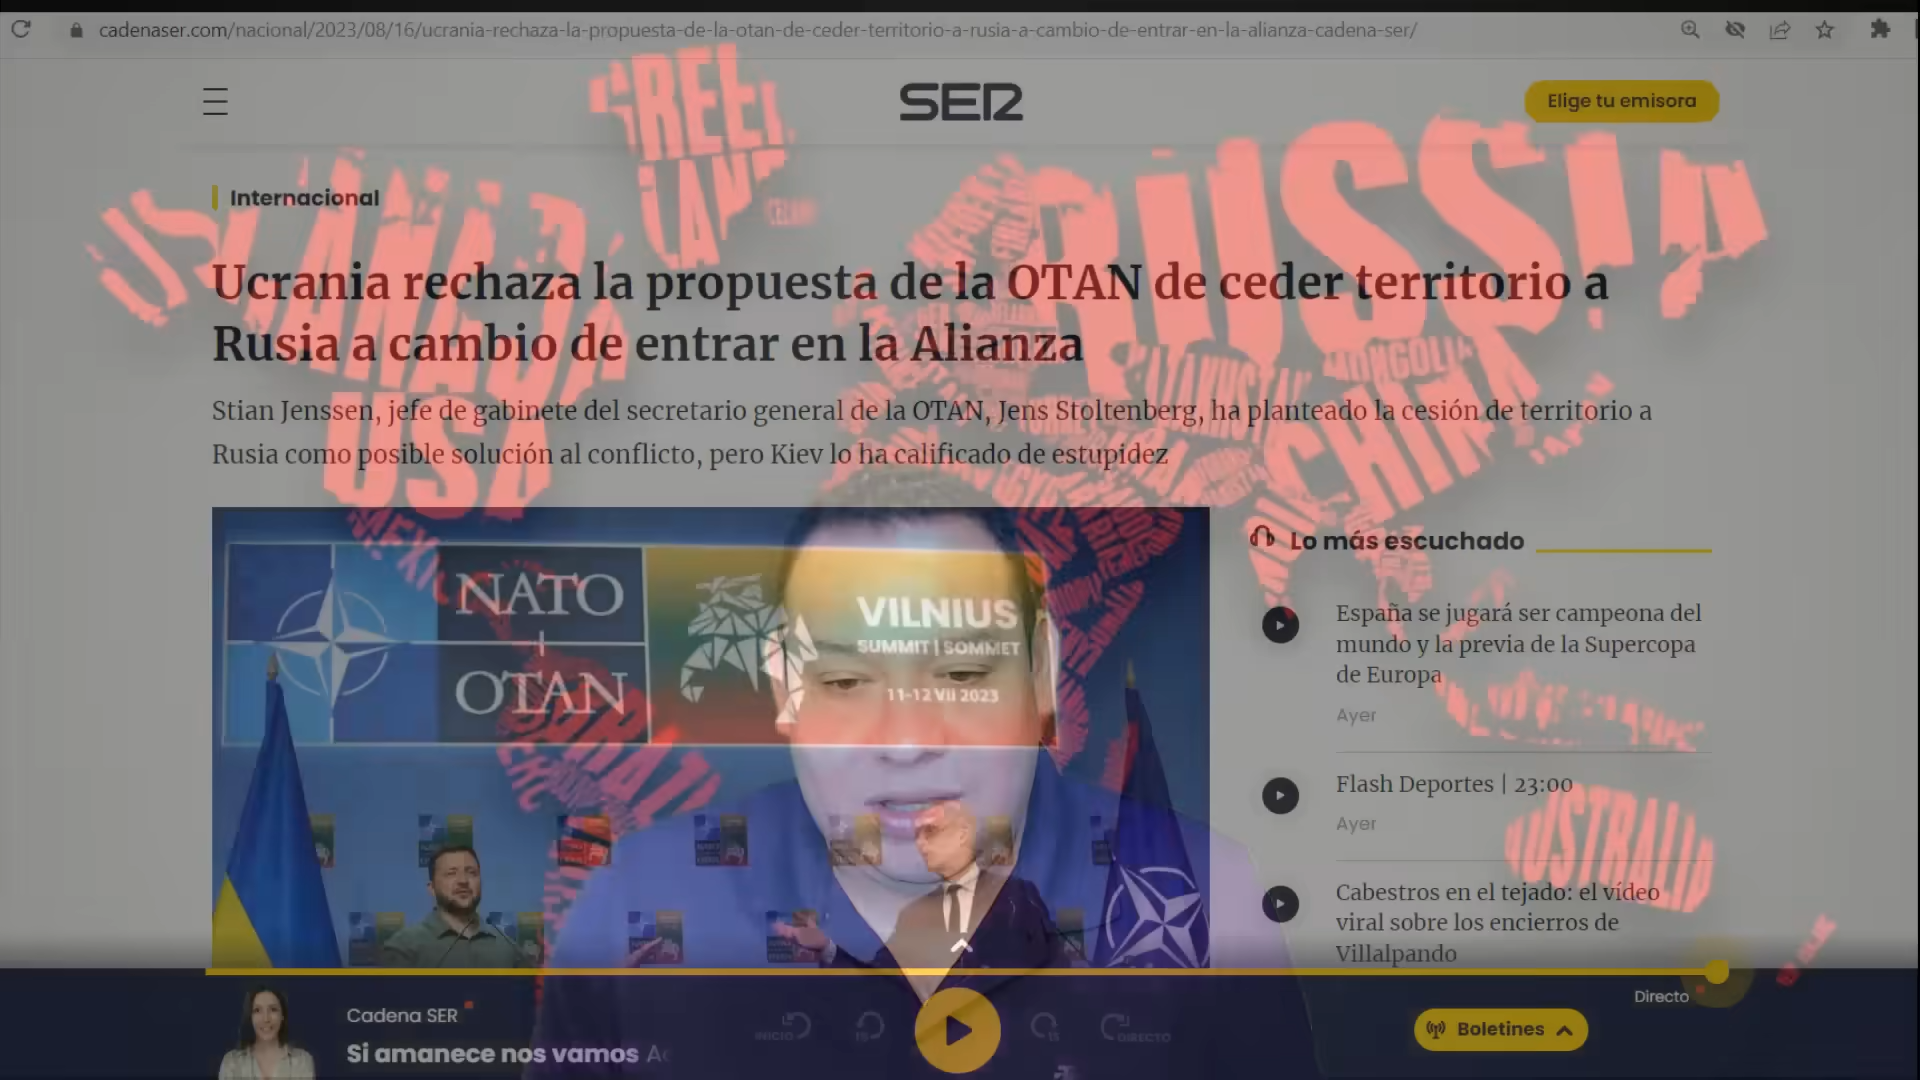 cadenaser.com/nacional/2023/08/16/ucrania-rechaza-la-propuesta-de-la-otan-de-ceder-territorio-a-rusia-a-cambio-de-entrar-en-la-alianza-cadena-ser/
SER
Elige tu emisora
Internacional
Ucrania rechaza la propuesta de la OTAN de ceder territorio a
Rusia a cambio de entrar en la Alianza
Stian Jenssen, jefe de gabinete del secretario general de la OTAN, Jens Stoltenberg, ha planteado la cesión de territorio a
Rusia como posible solución al conflicto, pero Kiev lo ha calificado de estupidez
RUSSIA
CANADA
USA
KAZAKHSTAN
MONGOLIA
CHINA
AUSTRALIA
NATO
OTAN
VILNIUS
SUMMIT | SOMMET
11-12 VII 2023
Lo más escuchado
España se jugará ser campeona del
mundo y la previa de la Supercopa
de Europa
Ayer
Flash Deportes | 23:00
Ayer
Cabestros en el tejado: el vídeo
viral sobre los encierros de
Villalpando
Directo
Cadena SER
Si amanece nos vamos
INICIO
15
15
DIRECTO
Boletines